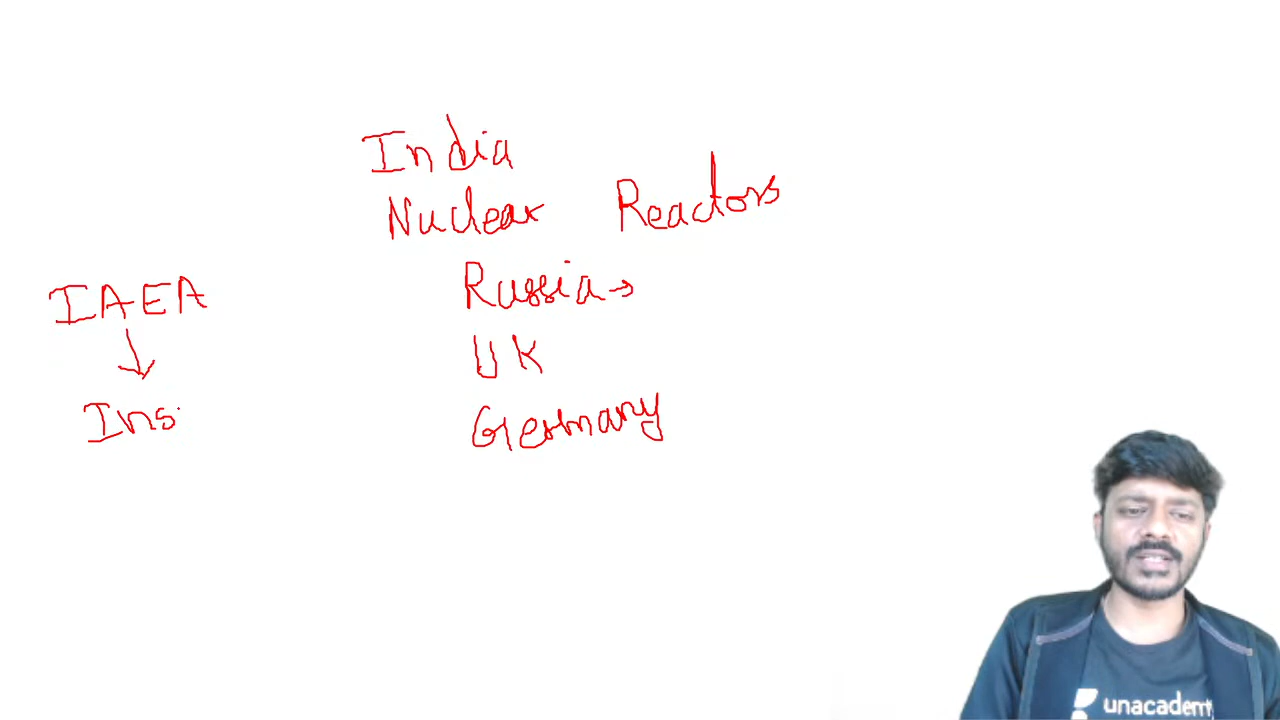 India
Nuclear Reactors
Russia →
UK
Germany
IAEA
↓
Ins
unacademy